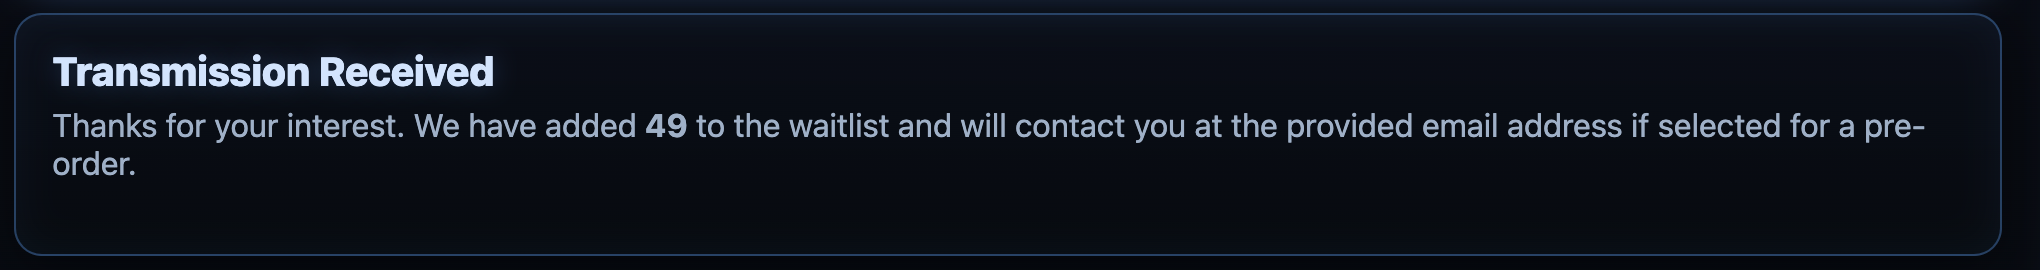 Transmission Received
Thanks for your interest. We have added 49 to the waitlist and will contact you at the provided email address if selected for a pre-
order.